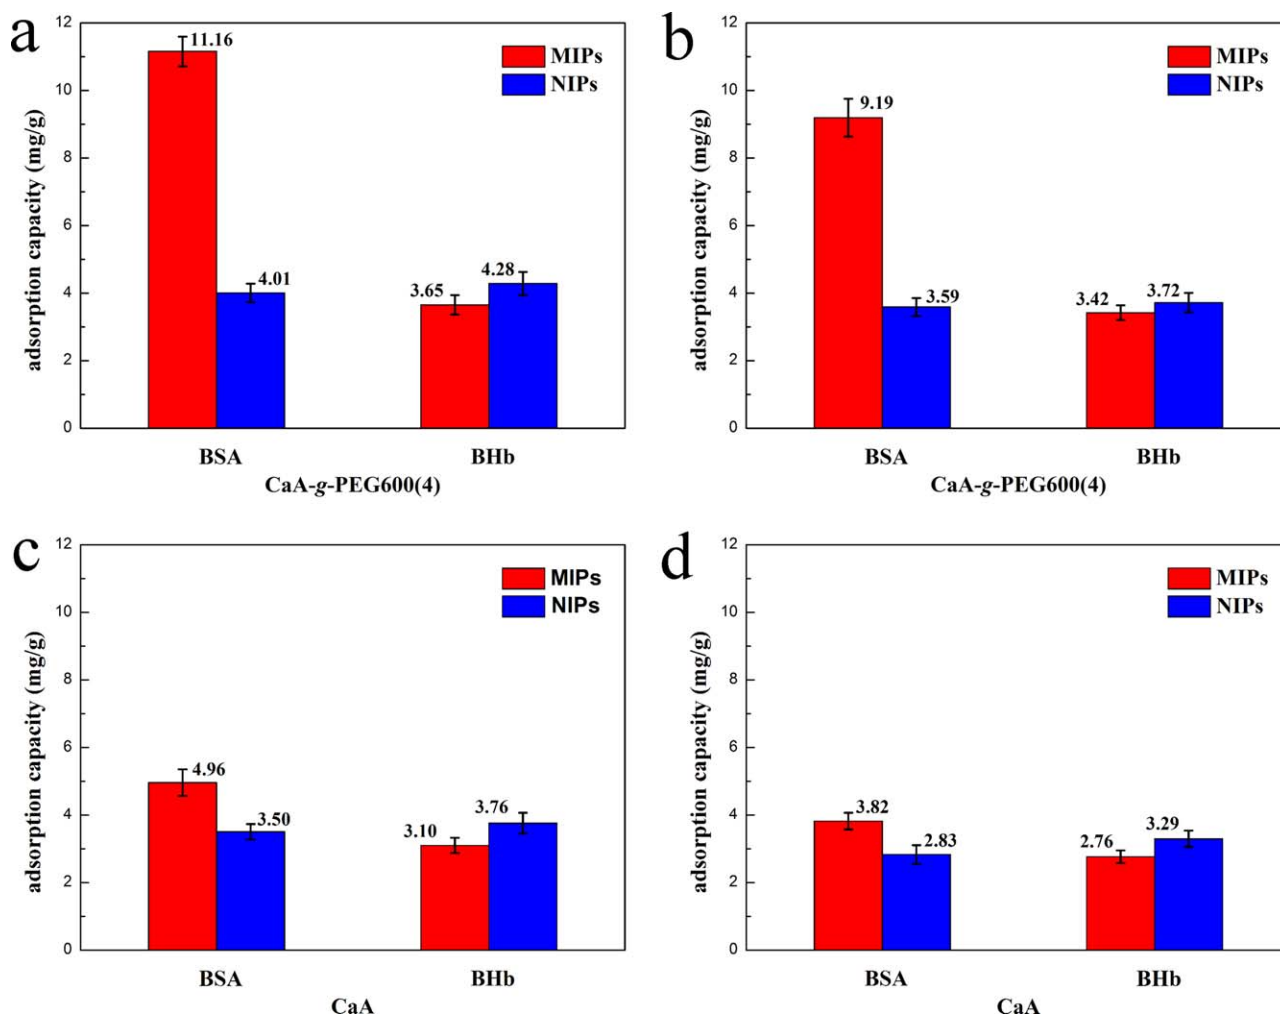 a
12
10
8
6
4
2
0
adsorption capacity (mg/g)
11.16
4.01
3.65
4.28
MIPs
NIPs
BSA BHb
CaA-g-PEG600(4)
b
12
10
8
6
4
2
0
adsorption capacity (mg/g)
9.19
3.59
3.42
3.72
MIPs
NIPs
BSA BHb
CaA-g-PEG600(4)
c
12
10
8
6
4
2
0
adsorption capacity (mg/g)
4.96
3.50
3.10
3.76
MIPs
NIPs
BSA BHb
CaA
d
12
10
8
6
4
2
0
adsorption capacity (mg/g)
3.82
2.83
2.76
3.29
MIPs
NIPs
BSA BHb
CaA